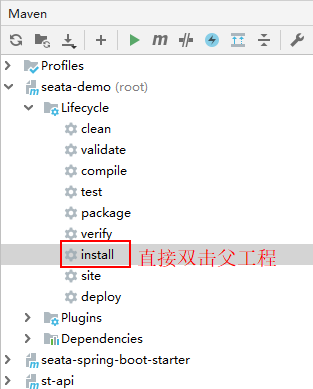 Maven
Profiles
seata-demo (root)
Lifecycle
clean
validate
compile
test
package
verify
install 直接双击父工程
site
deploy
Plugins
Dependencies
seata-spring-boot-starter
st-api